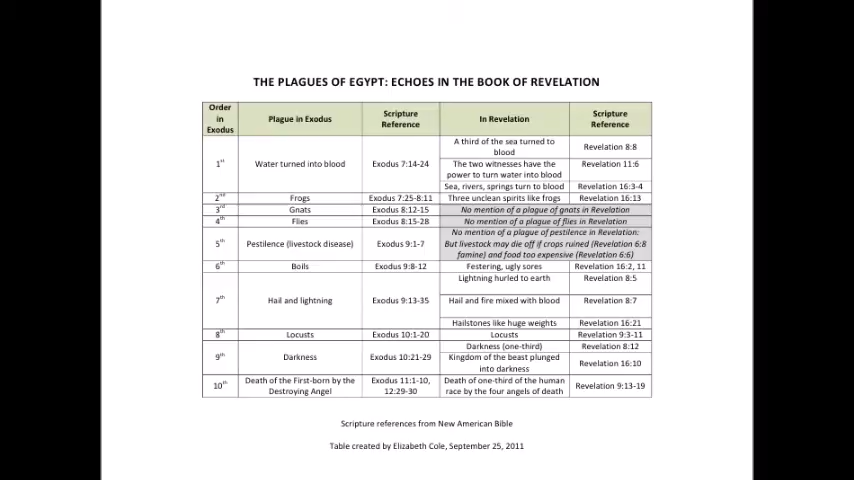 THE PLAGUES OF EGYPT: ECHOES IN THE BOOK OF REVELATION
Order in Exodus Plague in Exodus Scripture Reference In Revelation Scripture Reference
1st Water turned into blood Exodus 7:14-24 A third of the sea turned to blood Revelation 8:8
The two witnesses have the power to turn water into blood Revelation 11:6
Sea, rivers, springs turn to blood Revelation 16:3-4
2nd Frogs Exodus 7:25-8:11 Three unclean spirits like frogs Revelation 16:13
3rd Gnats Exodus 8:12-15 No mention of a plague of gnats in Revelation
4th Flies Exodus 8:15-28 No mention of a plague of flies in Revelation
5th Pestilence (livestock disease) Exodus 9:1-7 No mention of a plague of pestilence in Revelation:
But livestock may die off if crops ruined (Revelation 6:8
famine) and food too expensive (Revelation 6:6)
6th Boils Exodus 9:8-12 Festering, ugly sores Revelation 16:2, 11
7th Hail and lightning Exodus 9:13-35 Lightning hurled to earth Revelation 8:5
Hail and fire mixed with blood Revelation 8:7
Hailstones like huge weights Revelation 16:21
8th Locusts Exodus 10:1-20 Locusts Revelation 9:3-11
9th Darkness Exodus 10:21-29 Darkness (one-third) Revelation 8:12
Kingdom of the beast plunged into darkness Revelation 16:10
10th Death of the First-born by the Destroying Angel Exodus 11:1-10, 12:29-30 Death of one-third of the human race by the four angels of death Revelation 9:13-19
Scripture references from New American Bible
Table created by Elizabeth Cole, September 25, 2011